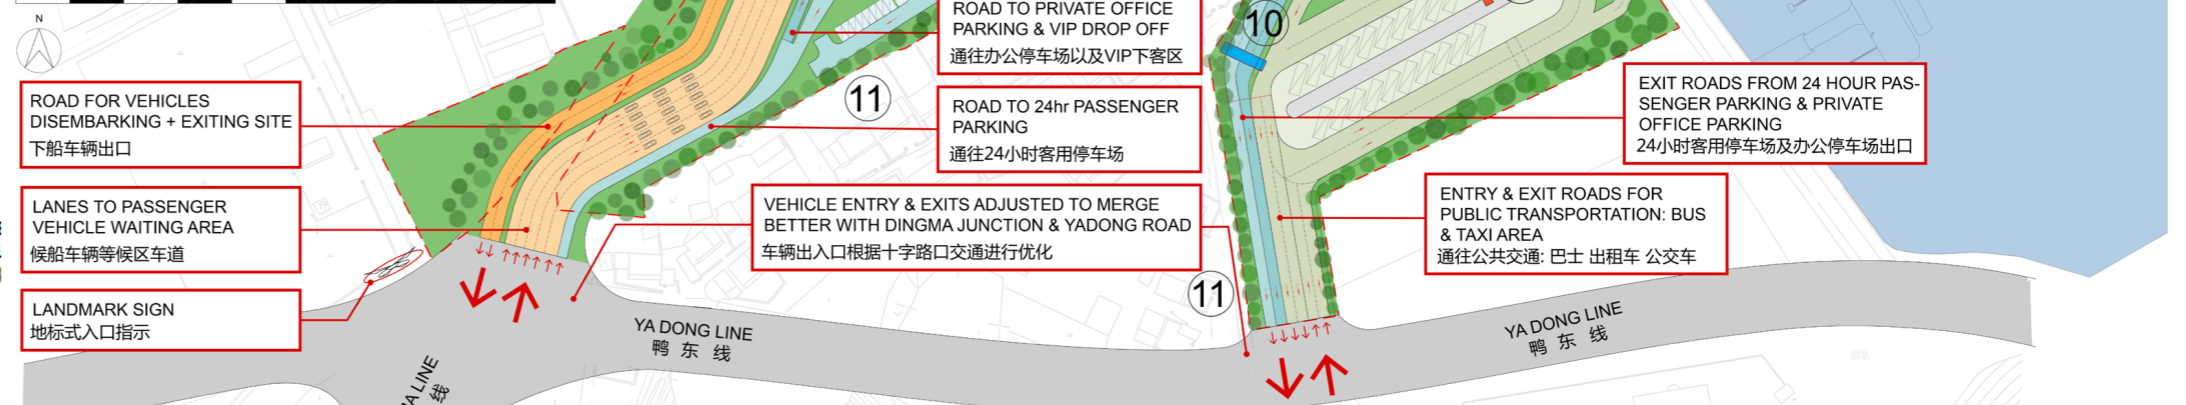 N
ROAD FOR VEHICLES
DISEMBARKING + EXITING SITE
下船车辆出口
LANES TO PASSENGER
VEHICLE WAITING AREA
候船车辆等候区车道
LANDMARK SIGN
地标式入口指示
ROAD TO PRIVATE OFFICE
PARKING & VIP DROP OFF
通往办公停车场以及VIP下客区
11
ROAD TO 24hr PASSENGER
PARKING
通往24小时客用停车场
VEHICLE ENTRY & EXITS ADJUSTED TO MERGE
BETTER WITH DINGMA JUNCTION & YADONG ROAD
车辆出入口根据十字路口交通进行优化
10
11
EXIT ROADS FROM 24 HOUR PAS-
SENGER PARKING & PRIVATE
OFFICE PARKING
24小时客用停车场及办公停车场出口
ENTRY & EXIT ROADS FOR
PUBLIC TRANSPORTATION: BUS
& TAXI AREA
通往公共交通: 巴士 出租车 公交车
YA DONG LINE
鸭 东 线
YA DONG LINE
鸭 东 线
A LINE
线